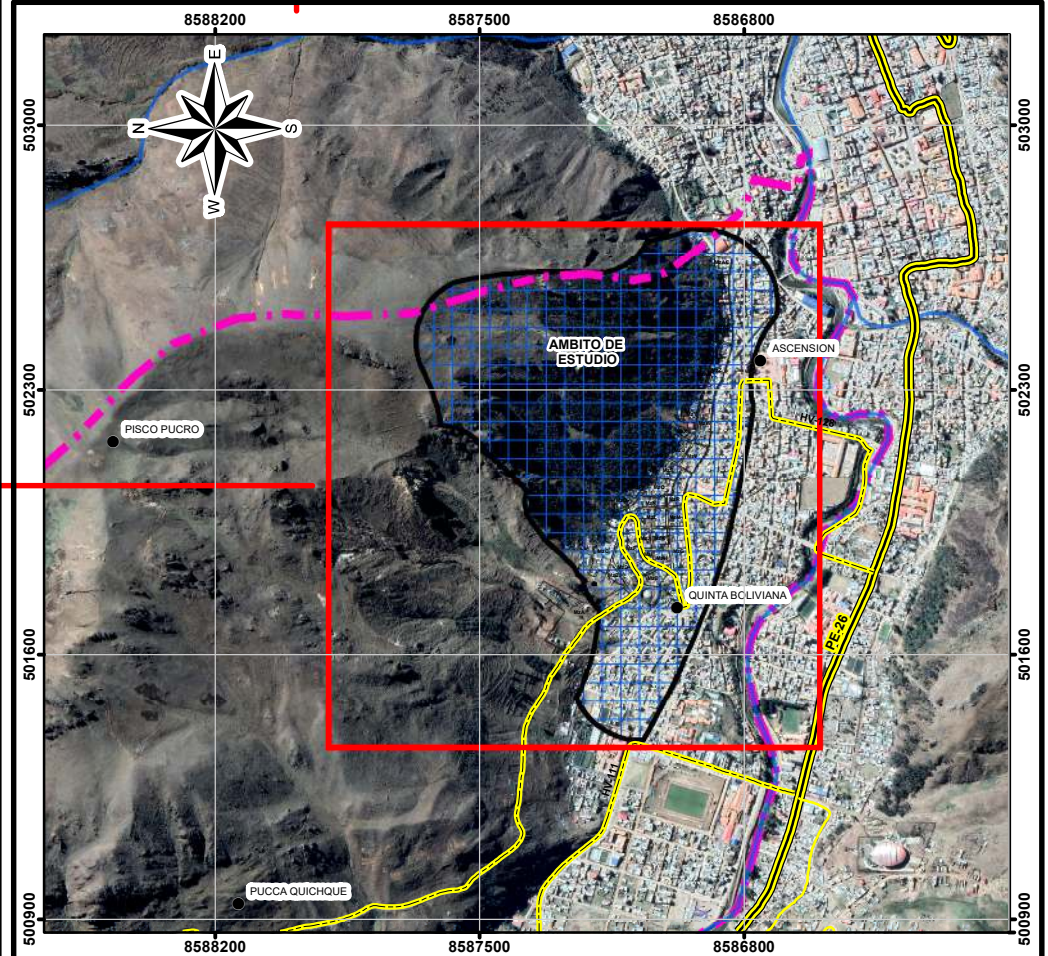 8588200 8587500 8586800
E
N S
W
503000 503000
AMBITO DE
ESTUDIO
ASCENSION
502300 502300
HV-126
PISCO PUCRO
QUINTA BOLIVIANA
PE-26
501600 501600
HV-111
PUCCA QUICHQUE
500900 500900
8588200 8587500 8586800